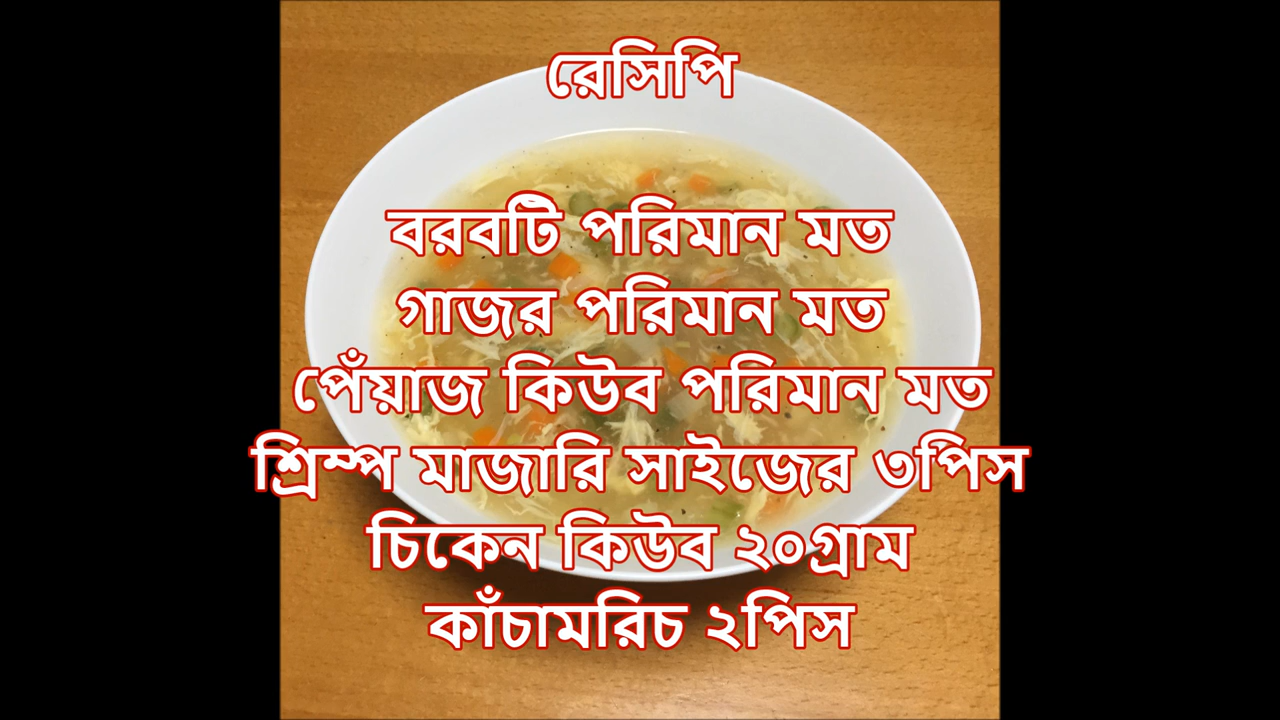 রেসিপি
বরবটি পরিমান মত
গাজর পরিমান মত
পেঁয়াজ কিউব পরিমান মত
শ্রিম্প মাজারি সাইজের ৩পিস
চিকেন কিউব ২০গ্রাম
কাঁচামরিচ ২পিস